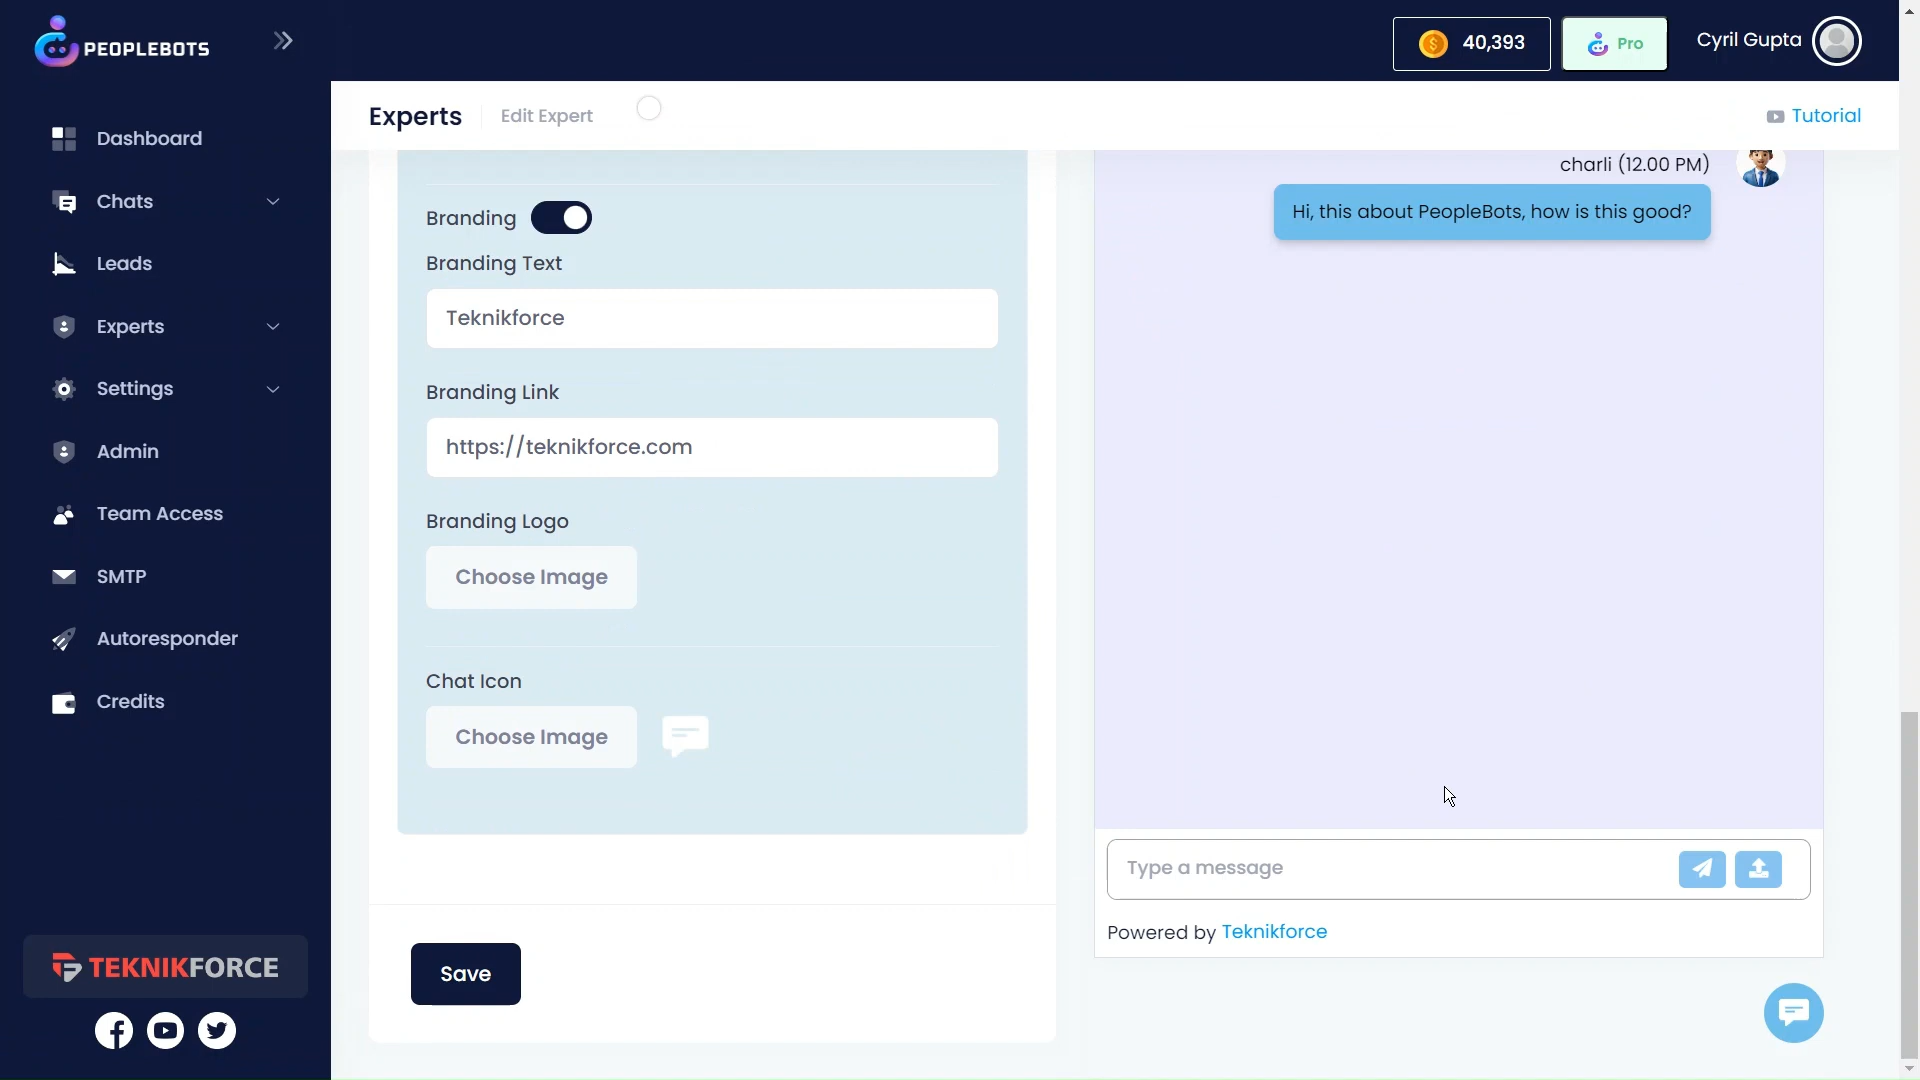 PEOPLEBOTS
40,393
Pro
Cyril Gupta
Experts
Edit Expert
Tutorial
Dashboard
Chats
Leads
Experts
Settings
Admin
Team Access
SMTP
Autoresponder
Credits
TEKNIKFORCE
Branding
Branding Text
Teknikforce
Branding Link
https://teknikforce.com
Branding Logo
Choose Image
Chat Icon
Choose Image
Save
charli (12.00 PM)
Hi, this about PeopleBots, how is this good?
Type a message
Powered by Teknikforce